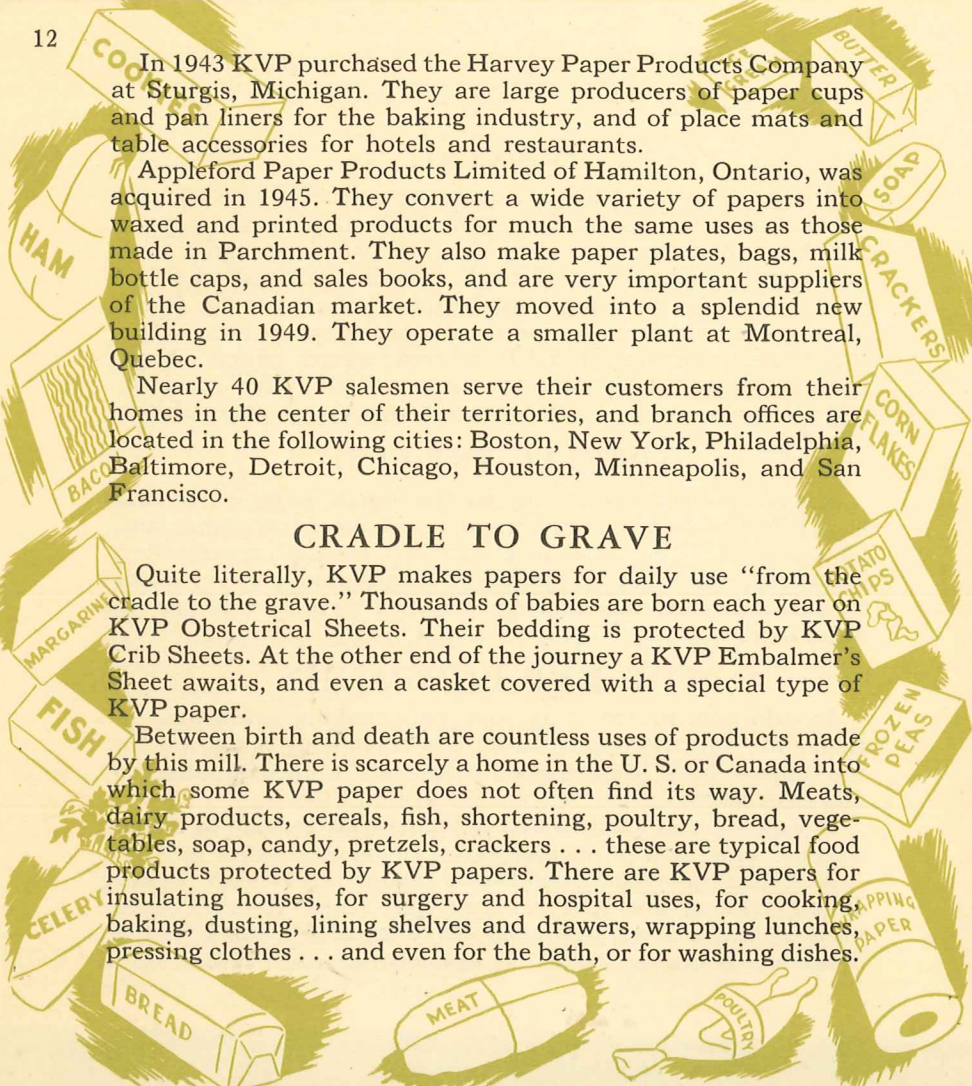 12
COOKIES
ICE
CREAM
BUTTER
In 1943 KVP purchased the Harvey Paper Products Company
at Sturgis, Michigan. They are large producers of paper cups
and pan liners for the baking industry, and of place mats and
table accessories for hotels and restaurants.
Appleford Paper Products Limited of Hamilton, Ontario, was
acquired in 1945. They convert a wide variety of papers into
waxed and printed products for much the same uses as those
made in Parchment. They also make paper plates, bags, milk
bottle caps, and sales books, and are very important suppliers
of the Canadian market. They moved into a splendid new
building in 1949. They operate a smaller plant at Montreal,
Quebec.
Nearly 40 KVP salesmen serve their customers from their
homes in the center of their territories, and branch offices are
located in the following cities: Boston, New York, Philadelphia,
Baltimore, Detroit, Chicago, Houston, Minneapolis, and San
Francisco.
SOAP
HAM
CRACKERS
CORN
FLAKES
BACO
CRADLE TO GRAVE
Quite literally, KVP makes papers for daily use "from the
cradle to the grave." Thousands of babies are born each year on
KVP Obstetrical Sheets. Their bedding is protected by KVP
Crib Sheets. At the other end of the journey a KVP Embalmer's
Sheet awaits, and even a casket covered with a special type of
KVP paper.
Between birth and death are countless uses of products made
by this mill. There is scarcely a home in the U. S. or Canada into
which some KVP paper does not often find its way. Meats,
dairy products, cereals, fish, shortening, poultry, bread, vege-
tables, soap, candy, pretzels, crackers . . . these are typical food
products protected by KVP papers. There are KVP papers for
insulating houses, for surgery and hospital uses, for cooking,
baking, dusting, lining shelves and drawers, wrapping lunches,
pressing clothes . . . and even for the bath, or for washing dishes.
POTATO
CHIPS
MARGARINE
FISH
FROZEN
PEAS
CELERY
WRAPPING
PAPER
BREAD
MEAT
POULTRY